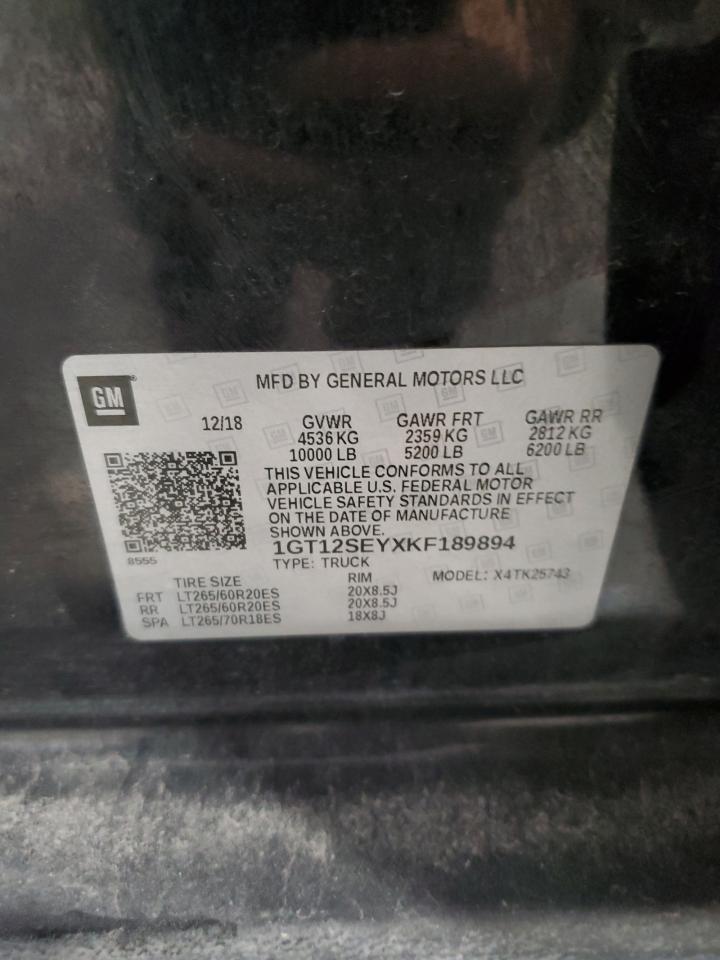 GM
MFD BY GENERAL MOTORS LLC
12/18 GVWR GAWR FRT GAWR RR
4536 KG 2359 KG 2812 KG
10000 LB 5200 LB 6200 LB
THIS VEHICLE CONFORMS TO ALL
APPLICABLE U.S. FEDERAL MOTOR
VEHICLE SAFETY STANDARDS IN EFFECT
ON THE DATE OF MANUFACTURE
SHOWN ABOVE.
1GT12SEYXKF189894
8555 TYPE: TRUCK
TIRE SIZE RIM MODEL: X4TK25743
FRT LT265/60R20ES 20X8.5J
RR LT265/60R20ES 20X8.5J
SPA LT265/70R18ES 18X8J